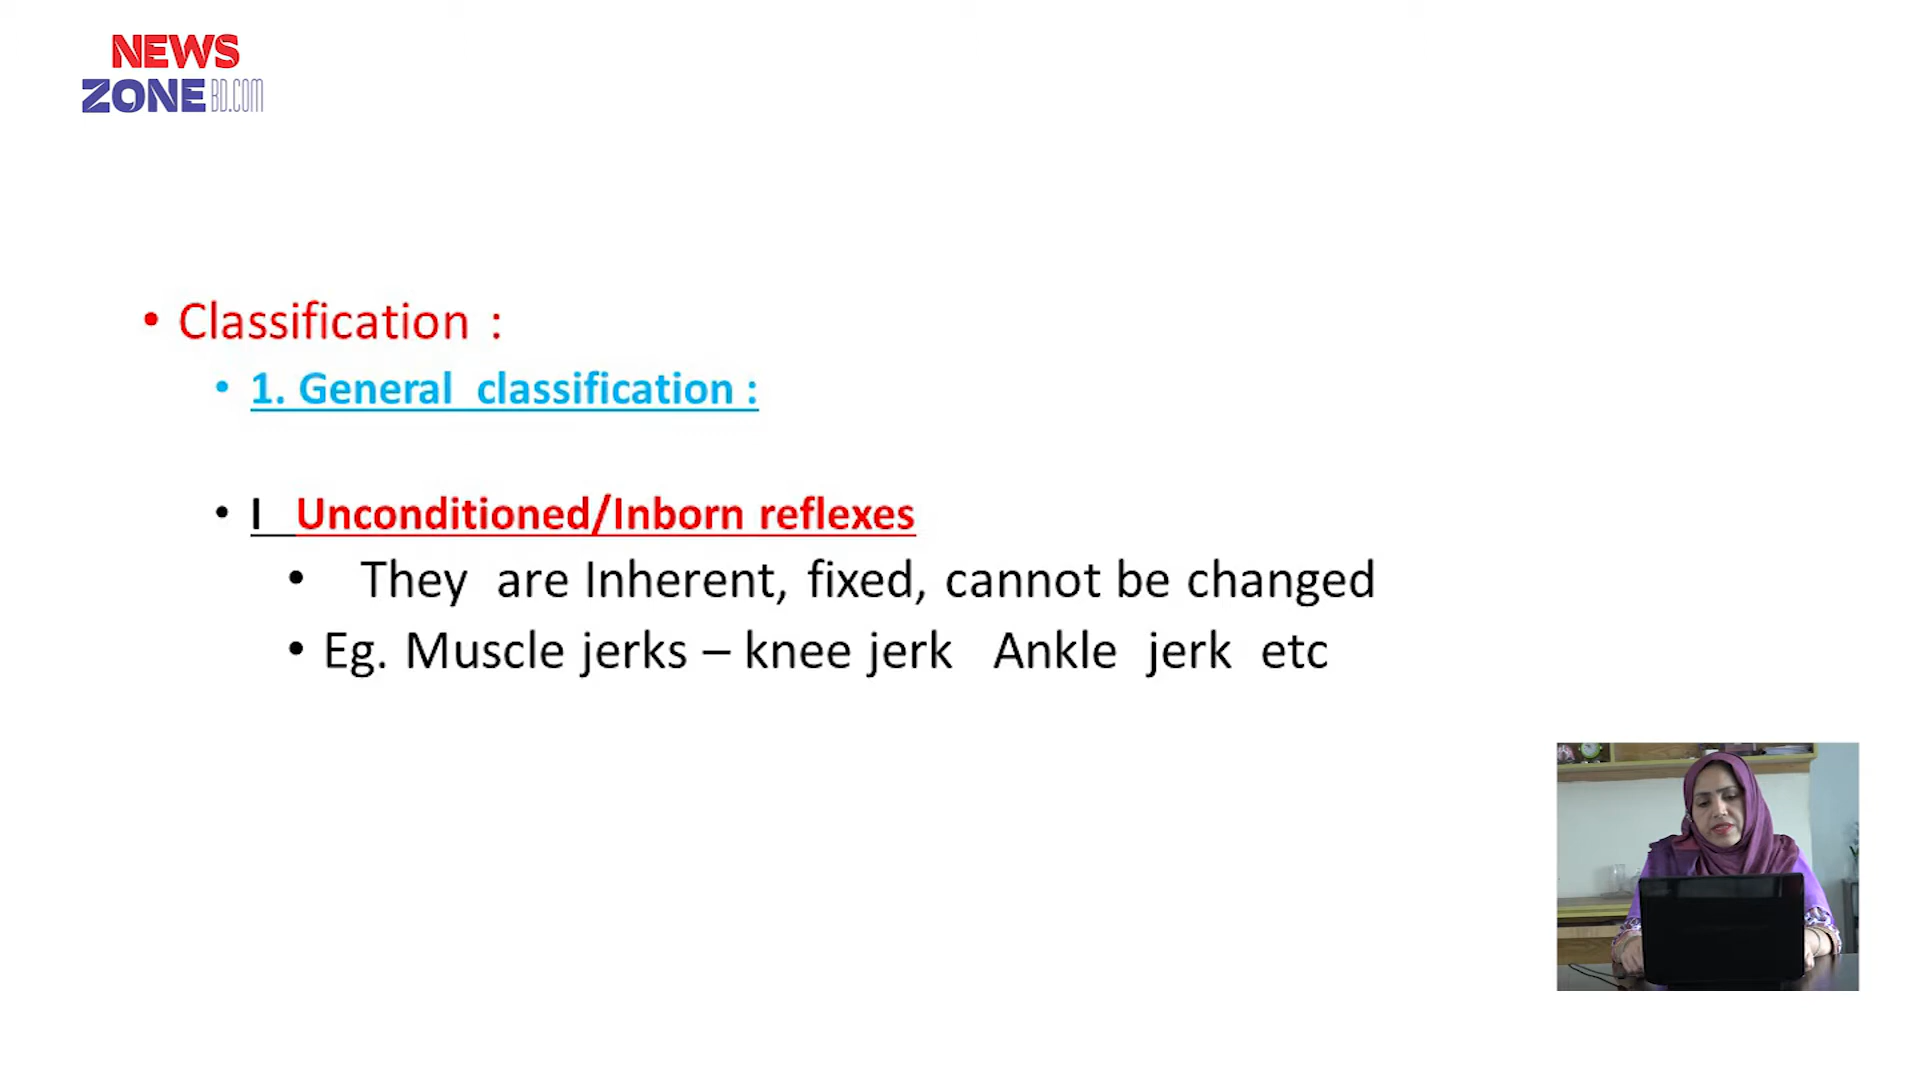 NEWS
ZONE BD.COM
• Classification :
• 1. General classification :
• I Unconditioned/Inborn reflexes
• They are Inherent, fixed, cannot be changed
• Eg. Muscle jerks – knee jerk Ankle jerk etc